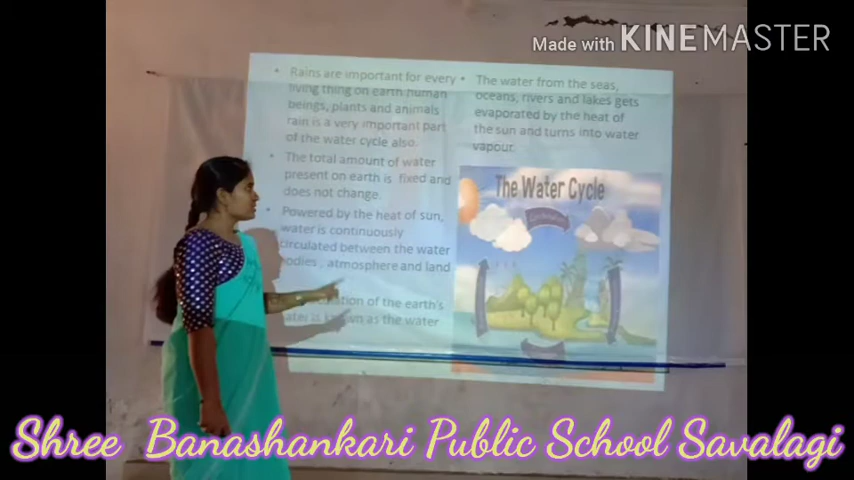 Made with KINEMASTER
Rains are important for every
living thing on earth human
beings, plants and animals
rain is a very important part
of the water cycle also.
The total amount of water
present on earth is fixed and
does not change.
Powered by the heat of sun,
water is continuously
circulated between the water
, atmosphere and land
of the earth's
is known as the water
The water from the seas,
oceans, rivers and lakes gets
evaporated by the heat of
the sun and turns into water
vapour.
The Water Cycle
Shree Banashankari Public School Savalagi